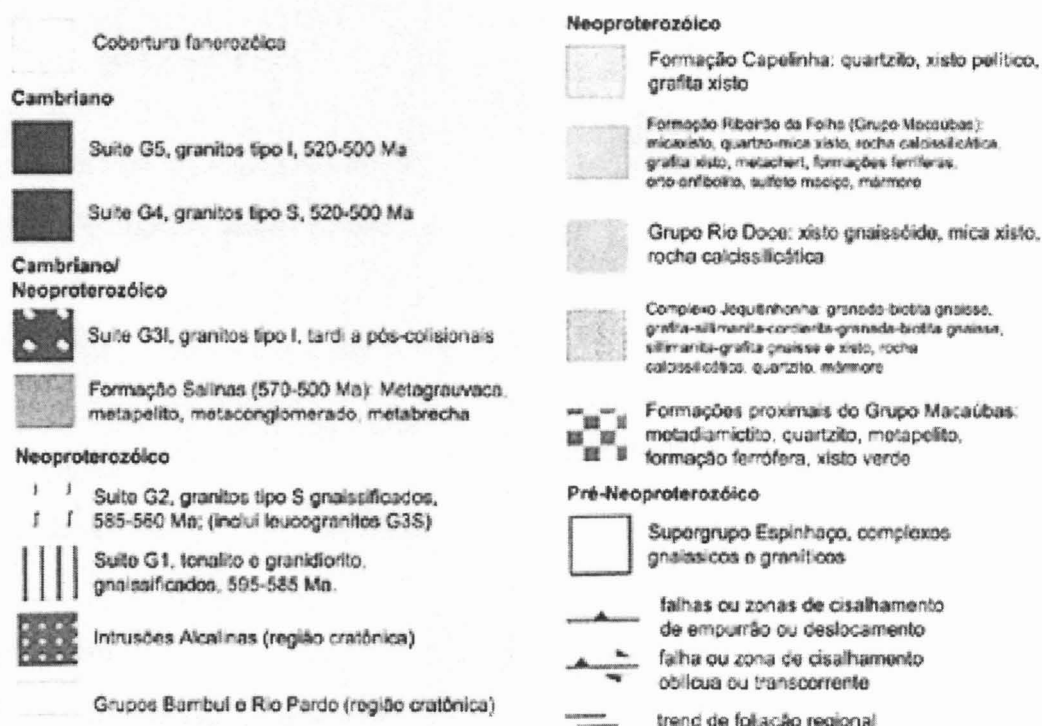 Cobertura fanerozóica
Cambriano
Suíte G5, granitos tipo I, 520-500 Ma
Suíte G4, granitos tipo S, 520-500 Ma
Cambriano/
Neoproterozóico
Suíte G3I, granitos tipo I, tardi a pós-colisionais
Formação Salinas (570-500 Ma): Metagrauvaca,
metapelito, metaconglomerado, metabrecha
Neoproterozóico
Suíte G2, granitos tipo S gnaissificados,
585-560 Ma; (inclui leucogranitos G3S)
Suíte G1, tonalito e granidiorito,
gnaissificados, 595-585 Ma.
Intrusões Alcalinas (região cratônica)
Grupos Bambuí e Rio Pardo (região cratônica)
Neoproterozóico
Formação Capelinha: quartzito, xisto pelítico,
grafita xisto
Formação Ribeirão da Folha (Grupo Macaúbas):
micaxisto, quartzo-mica xisto, rocha calcissilicática,
grafita xisto, metachert, formações ferríferas,
orto-anfibolito, sulfeto maciço, mármore
Grupo Rio Doce: xisto gnaissóide, mica xisto,
rocha calcissilicática
Complexo Jequitinhonha: granada-biotita gnaisse,
grafita-sillimanita-cordierita-granada-biotita gnaisse,
sillimanita-grafita gnaisse e xisto, rocha
calcissilicática, quartzito, mármore
Formações proximais do Grupo Macaúbas:
metadiamictito, quartzito, metapelito,
formação ferrófera, xisto verde
Pré-Neoproterozóico
Supergrupo Espinhaço, complexos
gnaissicos e graníticos
falhas ou zonas de cisalhamento
de empurrão ou deslocamento
falha ou zona de cisalhamento
oblícua ou transcorrente
trend de foliação regional